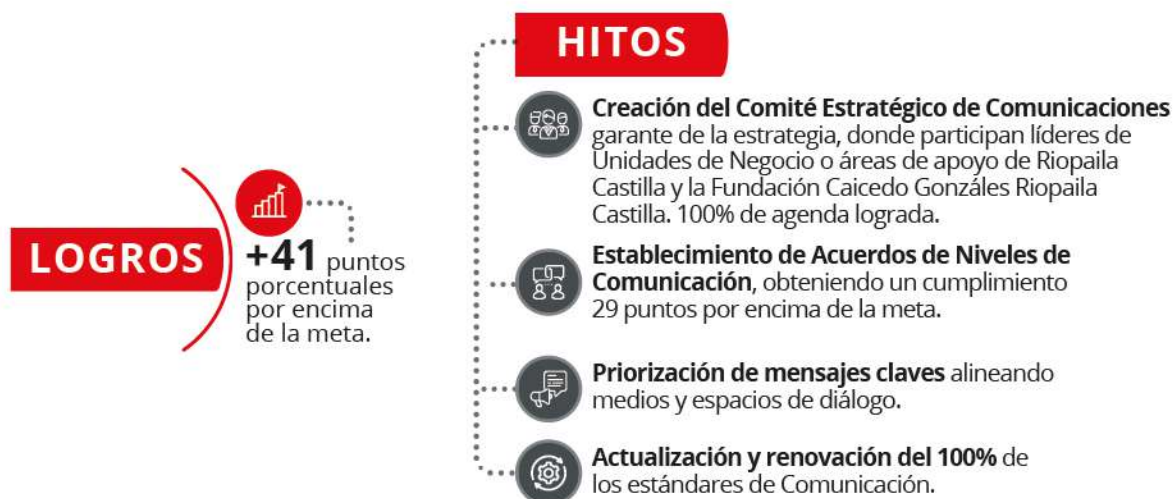 LOGROS
+41 puntos
porcentuales
por encima
de la meta.
HITOS
Creación del Comité Estratégico de Comunicaciones
garante de la estrategia, donde participan líderes de
Unidades de Negocio o áreas de apoyo de Riopaila
Castilla y la Fundación Caicedo Gonzáles Riopaila
Castilla. 100% de agenda lograda.
Establecimiento de Acuerdos de Niveles de
Comunicación, obteniendo un cumplimiento
29 puntos por encima de la meta.
Priorización de mensajes claves alineando
medios y espacios de diálogo.
Actualización y renovación del 100% de
los estándares de Comunicación.